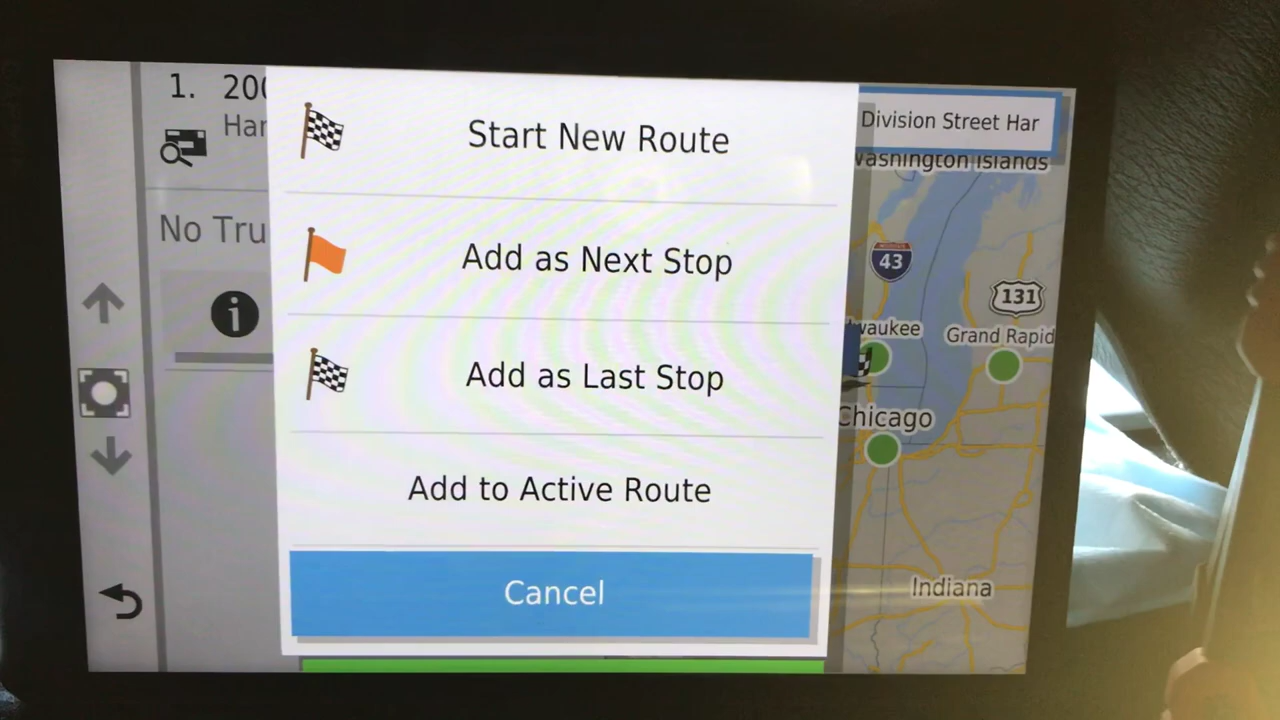 1. 200
Har
No Tru
Start New Route
Add as Next Stop
Add as Last Stop
Add to Active Route
Cancel
Division Street Har
Washington Islands
43
131
waukee
Grand Rapid
Chicago
Indiana